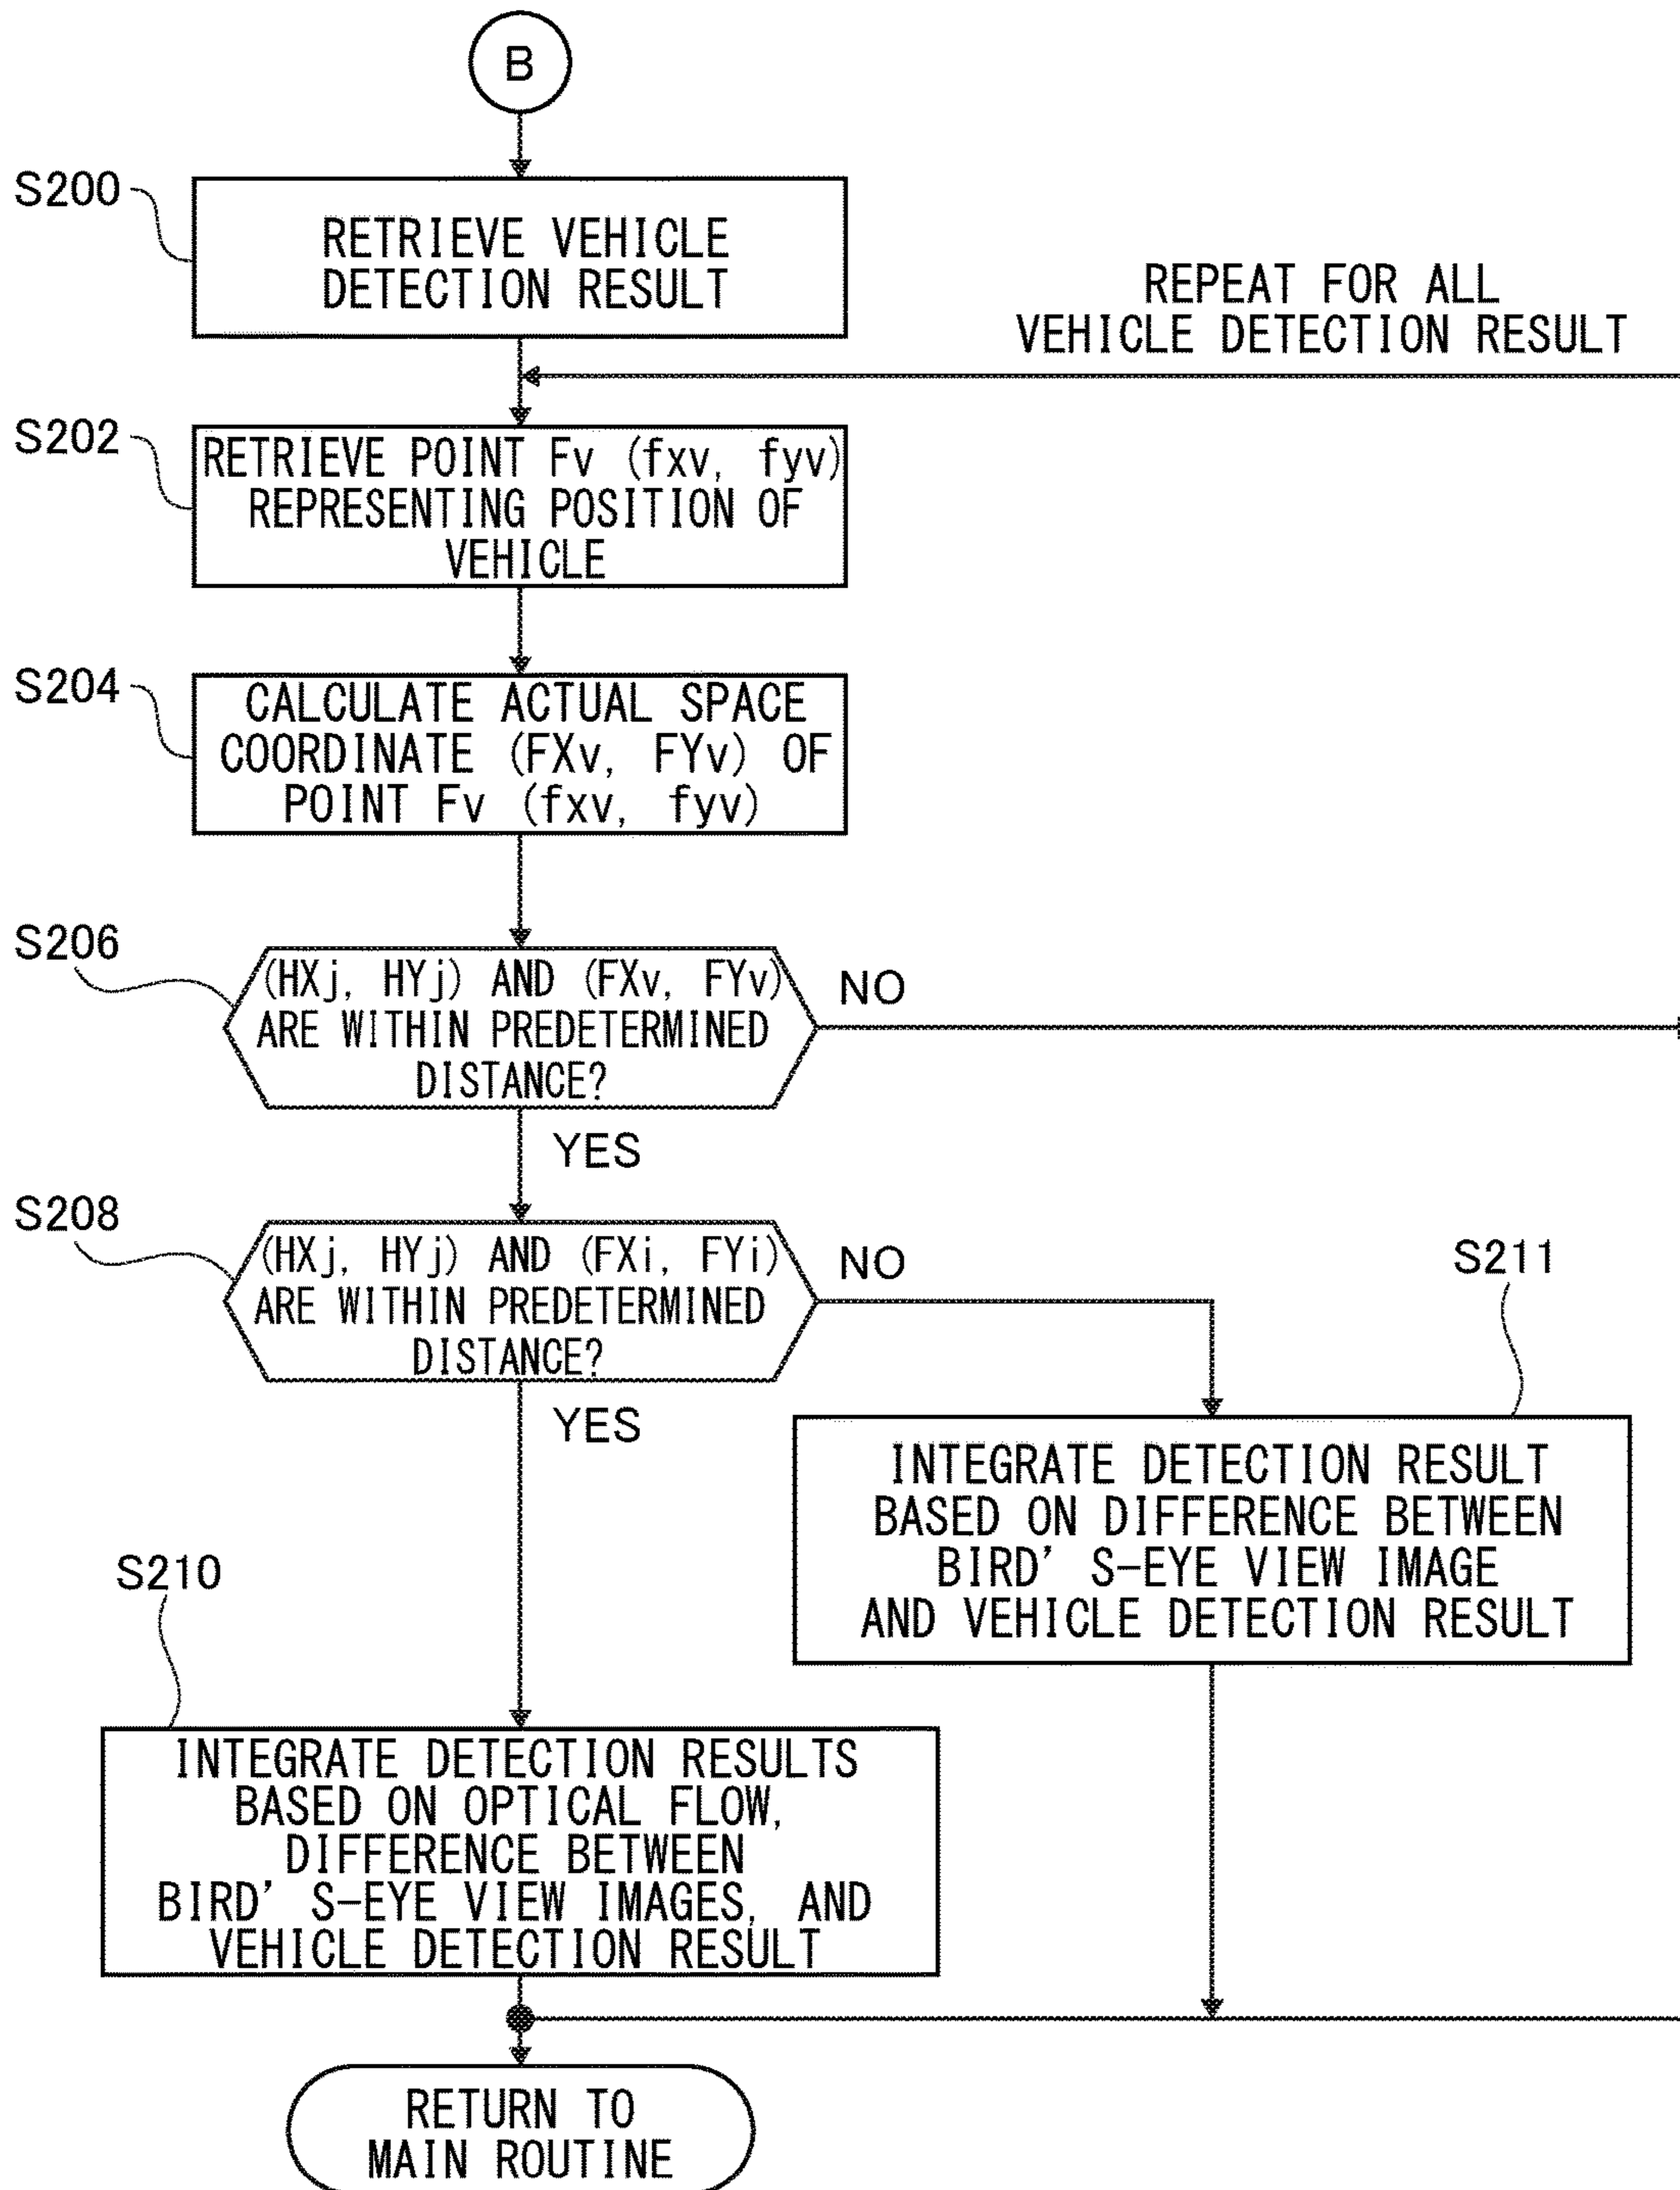 B
S200
RETRIEVE VEHICLE
DETECTION RESULT
REPEAT FOR ALL
VEHICLE DETECTION RESULT
S202
RETRIEVE POINT Fv (fxv, fyv)
REPRESENTING POSITION OF
VEHICLE
S204
CALCULATE ACTUAL SPACE
COORDINATE (FXv, FYv) OF
POINT Fv (fxv, fyv)
S206
(HXj, HYj) AND (FXv, FYv)
ARE WITHIN PREDETERMINED
DISTANCE?
NO
YES
S208
(HXj, HYj) AND (FXi, FYi)
ARE WITHIN PREDETERMINED
DISTANCE?
NO
YES
S211
INTEGRATE DETECTION RESULT
BASED ON DIFFERENCE BETWEEN
BIRD' S-EYE VIEW IMAGE
AND VEHICLE DETECTION RESULT
S210
INTEGRATE DETECTION RESULTS
BASED ON OPTICAL FLOW,
DIFFERENCE BETWEEN
BIRD' S-EYE VIEW IMAGES, AND
VEHICLE DETECTION RESULT
RETURN TO
MAIN ROUTINE